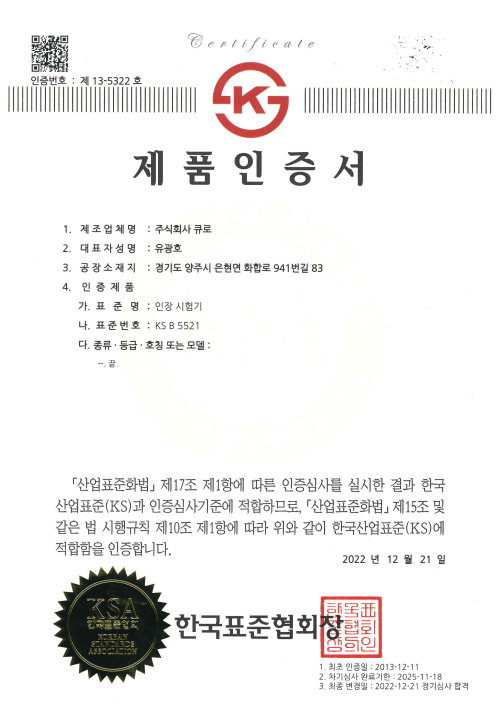 Certificate
인증번호 : 제 13-5322 호
제품인증서
1. 제조업체명 : 주식회사 큐로
2. 대표자성명 : 유광호
3. 공장소재지 : 경기도 양주시 은현면 화합로 941번길 83
4. 인증제품
가. 표준명 : 인장 시험기
나. 표준번호 : KS B 5521
다. 종류 · 등급 · 호칭 또는 모델 :
--. 끝.
「산업표준화법」 제17조 제1항에 따른 인증심사를 실시한 결과 한국
산업표준(KS)과 인증심사기준에 적합하므로, 「산업표준화법」 제15조 및
같은 법 시행규칙 제10조 제1항에 따라 위와 같이 한국산업표준(KS)에
적합함을 인증합니다.
2022 년 12 월 21 일
KSA
한국표준협회
KOREAN
STANDARDS
ASSOCIATION
한국표준협회장
1. 최초 인증일 : 2013-12-11
2. 차기심사 완료기한 : 2025-11-18
3. 최종 변경일 : 2022-12-21 정기심사 합격